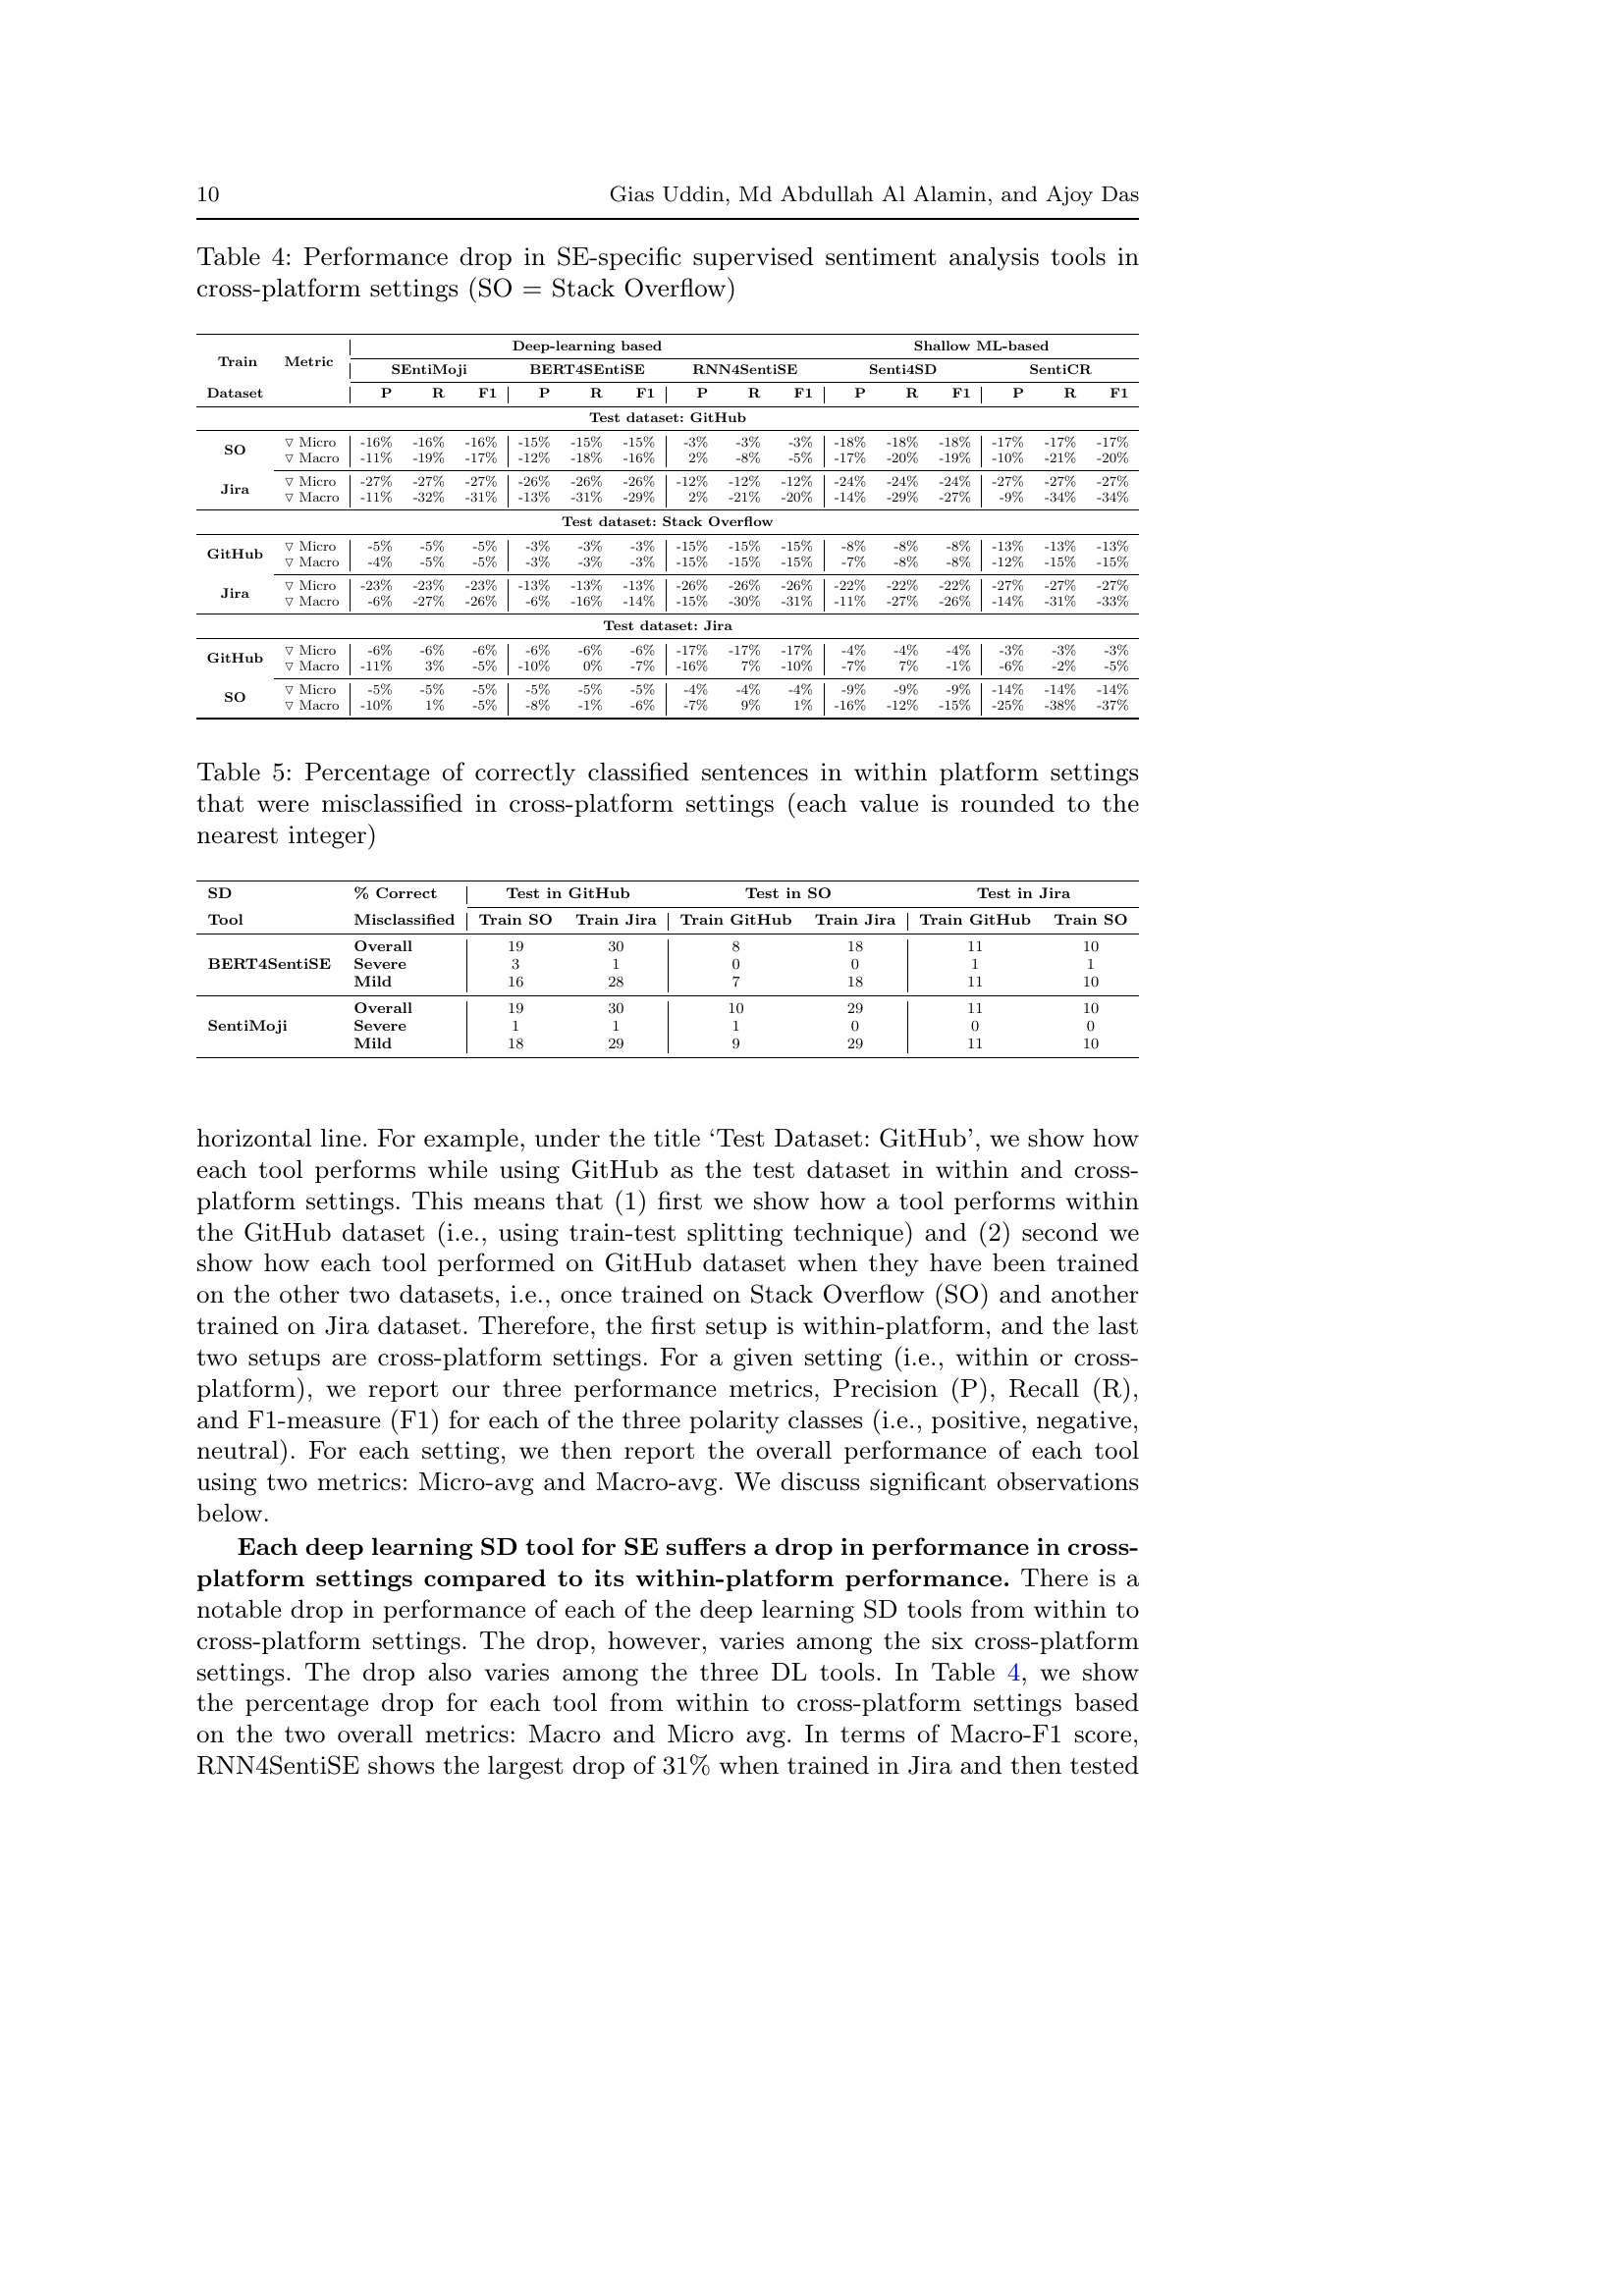 10 Gias Uddin, Md Abdullah Al Alamin, and Ajoy Das
Table 4: Performance drop in SE-specific supervised sentiment analysis tools in
cross-platform settings (SO = Stack Overflow)
Train Metric Deep-learning based Shallow ML-based
SEntiMoji BERT4SEntiSE RNN4SentiSE Senti4SD SentiCR
Dataset P R F1 P R F1 P R F1 P R F1 P R F1
Test dataset: GitHub
SO ▽ Micro -16% -16% -16% -15% -15% -15% -3% -3% -3% -18% -18% -18% -17% -17% -17%
▽ Macro -11% -19% -17% -12% -18% -16% 2% -8% -5% -17% -20% -19% -10% -21% -20%
Jira ▽ Micro -27% -27% -27% -26% -26% -26% -12% -12% -12% -24% -24% -24% -27% -27% -27%
▽ Macro -11% -32% -31% -13% -31% -29% 2% -21% -20% -14% -29% -27% -9% -34% -34%
Test dataset: Stack Overflow
GitHub ▽ Micro -5% -5% -5% -3% -3% -3% -15% -15% -15% -8% -8% -8% -13% -13% -13%
▽ Macro -4% -5% -5% -3% -3% -3% -15% -15% -15% -7% -8% -8% -12% -15% -15%
Jira ▽ Micro -23% -23% -23% -13% -13% -13% -26% -26% -26% -22% -22% -22% -27% -27% -27%
▽ Macro -6% -27% -26% -6% -16% -14% -15% -30% -31% -11% -27% -26% -14% -31% -33%
Test dataset: Jira
GitHub ▽ Micro -6% -6% -6% -6% -6% -6% -17% -17% -17% -4% -4% -4% -3% -3% -3%
▽ Macro -11% 3% -5% -10% 0% -7% -16% 7% -10% -7% 7% -1% -6% -2% -5%
SO ▽ Micro -5% -5% -5% -5% -5% -5% -4% -4% -4% -9% -9% -9% -14% -14% -14%
▽ Macro -10% 1% -5% -8% -1% -6% -7% 9% 1% -16% -12% -15% -25% -38% -37%
Table 5: Percentage of correctly classified sentences in within platform settings
that were misclassified in cross-platform settings (each value is rounded to the
nearest integer)
SD % Correct Test in GitHub Test in SO Test in Jira
Tool Misclassified Train SO Train Jira Train GitHub Train Jira Train GitHub Train SO
Overall 19 30 8 18 11 10
BERT4SentiSE Severe 3 1 0 0 1 1
Mild 16 28 7 18 11 10
Overall 19 30 10 29 11 10
SentiMoji Severe 1 1 1 0 0 0
Mild 18 29 9 29 11 10
horizontal line. For example, under the title ‘Test Dataset: GitHub’, we show how
each tool performs while using GitHub as the test dataset in within and cross-
platform settings. This means that (1) first we show how a tool performs within
the GitHub dataset (i.e., using train-test splitting technique) and (2) second we
show how each tool performed on GitHub dataset when they have been trained
on the other two datasets, i.e., once trained on Stack Overflow (SO) and another
trained on Jira dataset. Therefore, the first setup is within-platform, and the last
two setups are cross-platform settings. For a given setting (i.e., within or cross-
platform), we report our three performance metrics, Precision (P), Recall (R),
and F1-measure (F1) for each of the three polarity classes (i.e., positive, negative,
neutral). For each setting, we then report the overall performance of each tool
using two metrics: Micro-avg and Macro-avg. We discuss significant observations
below.
Each deep learning SD tool for SE suffers a drop in performance in cross-
platform settings compared to its within-platform performance. There is a
notable drop in performance of each of the deep learning SD tools from within to
cross-platform settings. The drop, however, varies among the six cross-platform
settings. The drop also varies among the three DL tools. In Table 4, we show
the percentage drop for each tool from within to cross-platform settings based
on the two overall metrics: Macro and Micro avg. In terms of Macro-F1 score,
RNN4SentiSE shows the largest drop of 31% when trained in Jira and then tested